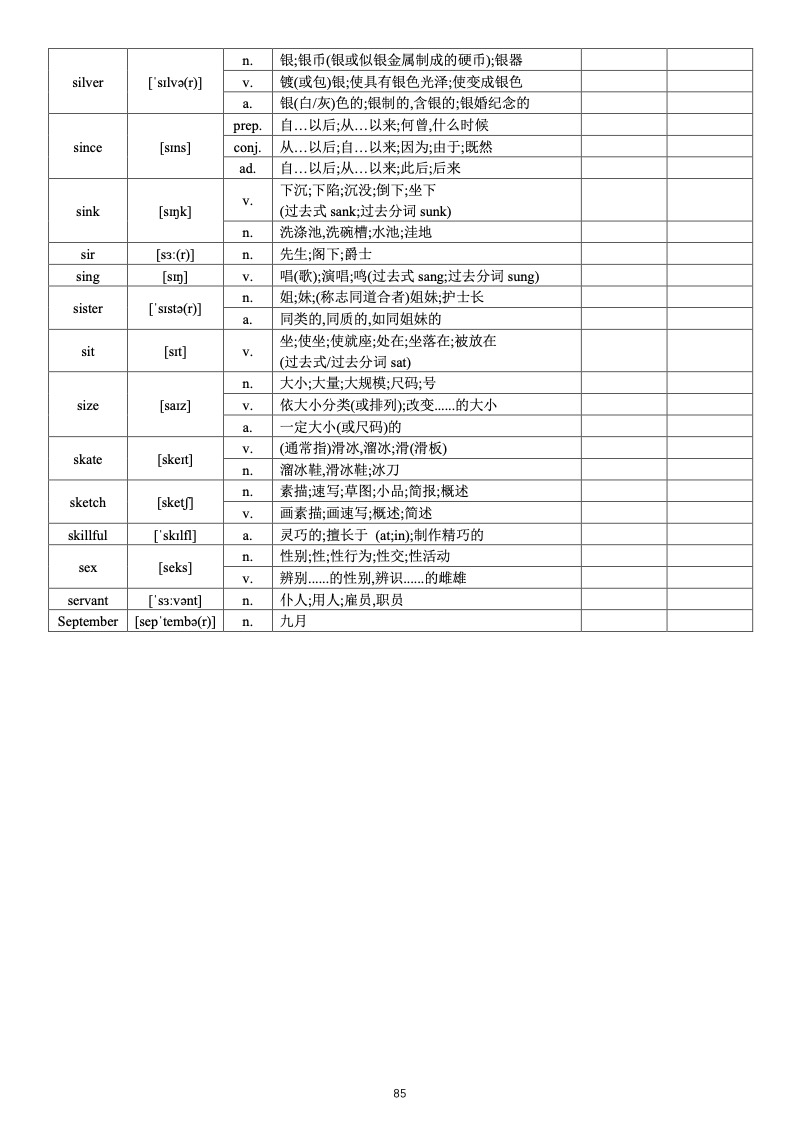 silver [ˈsɪlvə(r)] n. 银;银币(银或似银金属制成的硬币);银器
v. 镀(或包)银;使具有银色光泽;使变成银色
a. 银(白/灰)色的;银制的,含银的;银婚纪念的
since [sɪns] prep. 自…以后;从…以来;何曾,什么时候
conj. 从…以后;自…以来;因为;由于;既然
ad. 自…以后;从…以来;此后;后来
sink [sɪŋk] v. 下沉;下陷;沉没;倒下;坐下
(过去式 sank;过去分词 sunk)
n. 洗涤池,洗碗槽;水池;洼地
sir [sɜ:(r)] n. 先生;阁下;爵士
sing [sɪŋ] v. 唱(歌);演唱;鸣(过去式 sang;过去分词 sung)
sister [ˈsɪstə(r)] n. 姐;妹;(称志同道合者)姐妹;护士长
a. 同类的,同质的,如同姐妹的
sit [sɪt] v. 坐;使坐;使就座;处在;坐落在;被放在
(过去式/过去分词 sat)
size [saɪz] n. 大小;大量;大规模;尺码;号
v. 依大小分类(或排列);改变......的大小
a. 一定大小(或尺码)的
skate [skeɪt] v. (通常指)滑冰,溜冰;滑(滑板)
n. 溜冰鞋,滑冰鞋;冰刀
sketch [sketʃ] n. 素描;速写;草图;小品;简报;概述
v. 画素描;画速写;概述;简述
skillful [ˈskɪlfl] a. 灵巧的;擅长于 (at;in);制作精巧的
sex [seks] n. 性别;性;性行为;性交;性活动
v. 辨别......的性别,辨识......的雌雄
servant [ˈsɜ:vənt] n. 仆人;用人;雇员,职员
September [sepˈtembə(r)] n. 九月
85